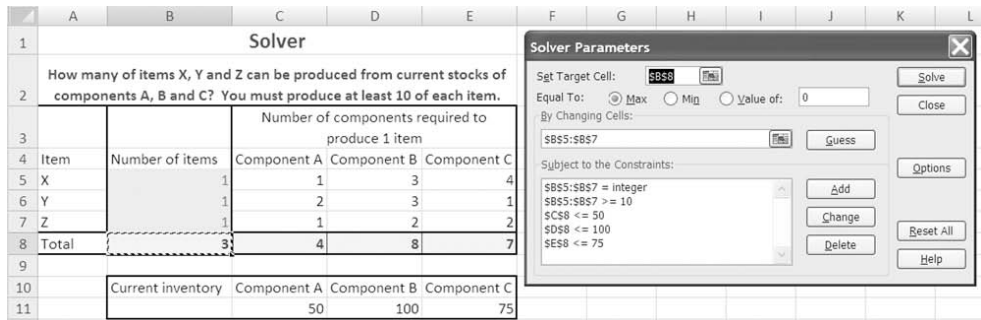 A B C D E F G H I J K L
1 Solver
2 How many of items X, Y and Z can be produced from current stocks of
components A, B and C? You must produce at least 10 of each item.
3 Number of components required to
produce 1 item
4 Item Number of items Component A Component B Component C
5 X 1 1 3 4
6 Y 1 2 3 1
7 Z 1 1 2 2
8 Total 3 4 8 7
9
10 Current inventory Component A Component B Component C
11 50 100 75
Solver Parameters
Set Target Cell: $B$8 Solve
Equal To: Max Min Value of: 0 Close
By Changing Cells:
$B$5:$B$7 Guess
Subject to the Constraints: Options
$B$5:$B$7 = integer Add
$B$5:$B$7 >= 10
$C$8 <= 50 Change
$D$8 <= 100 Reset All
$E$8 <= 75 Delete
Help